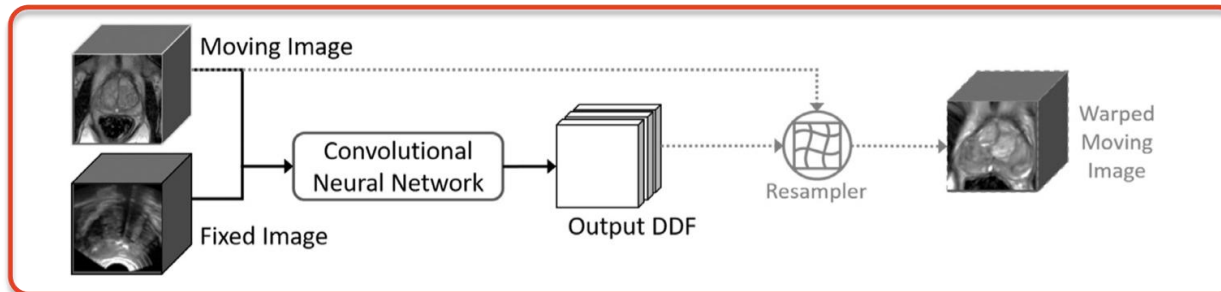 Moving Image
Convolutional
Neural Network
Fixed Image
Output DDF
Resampler
Warped
Moving
Image